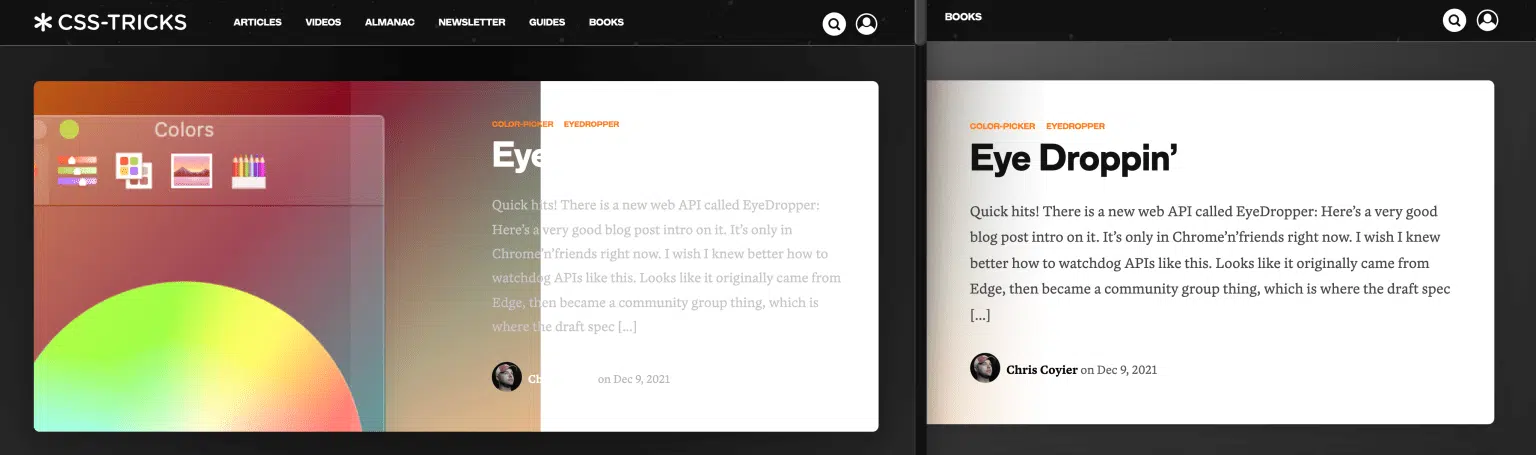 CSS-TRICKS ARTICLES VIDEOS ALMANAC NEWSLETTER GUIDES BOOKS
Colors
COLOR-PICKER EYEDROPPER
Eye
Quick hits! There is a new web API called EyeDropper:
Here’s a very good blog post intro on it. It’s only in
Chrome’n’friends right now. I wish I knew better how to
watchdog APIs like this. Looks like it originally came from
Edge, then became a community group thing, which is
where the draft spec [...]
Ch on Dec 9, 2021
BOOKS
COLOR-PICKER EYEDROPPER
Eye Droppin’
Quick hits! There is a new web API called EyeDropper: Here’s a very good
blog post intro on it. It’s only in Chrome’n’friends right now. I wish I knew
better how to watchdog APIs like this. Looks like it originally came from
Edge, then became a community group thing, which is where the draft spec
[...]
Chris Coyier on Dec 9, 2021